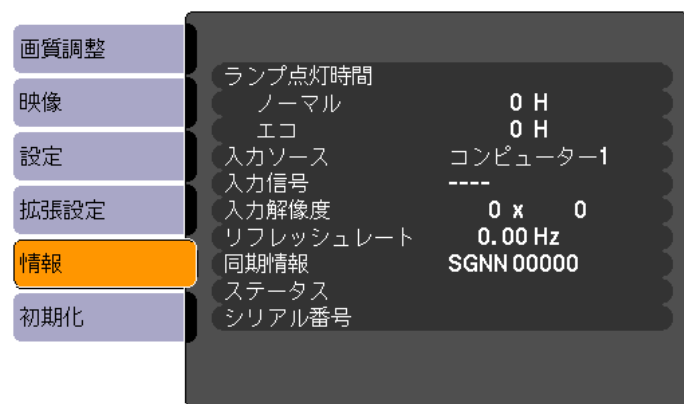 画質調整
映像
設定
拡張設定
情報
初期化
ランプ点灯時間
ノーマル 0 H
エコ 0 H
入力ソース コンピューター1
入力信号 ----
入力解像度 0 x 0
リフレッシュレート 0.00 Hz
同期情報 SGNN 00000
ステータス
シリアル番号